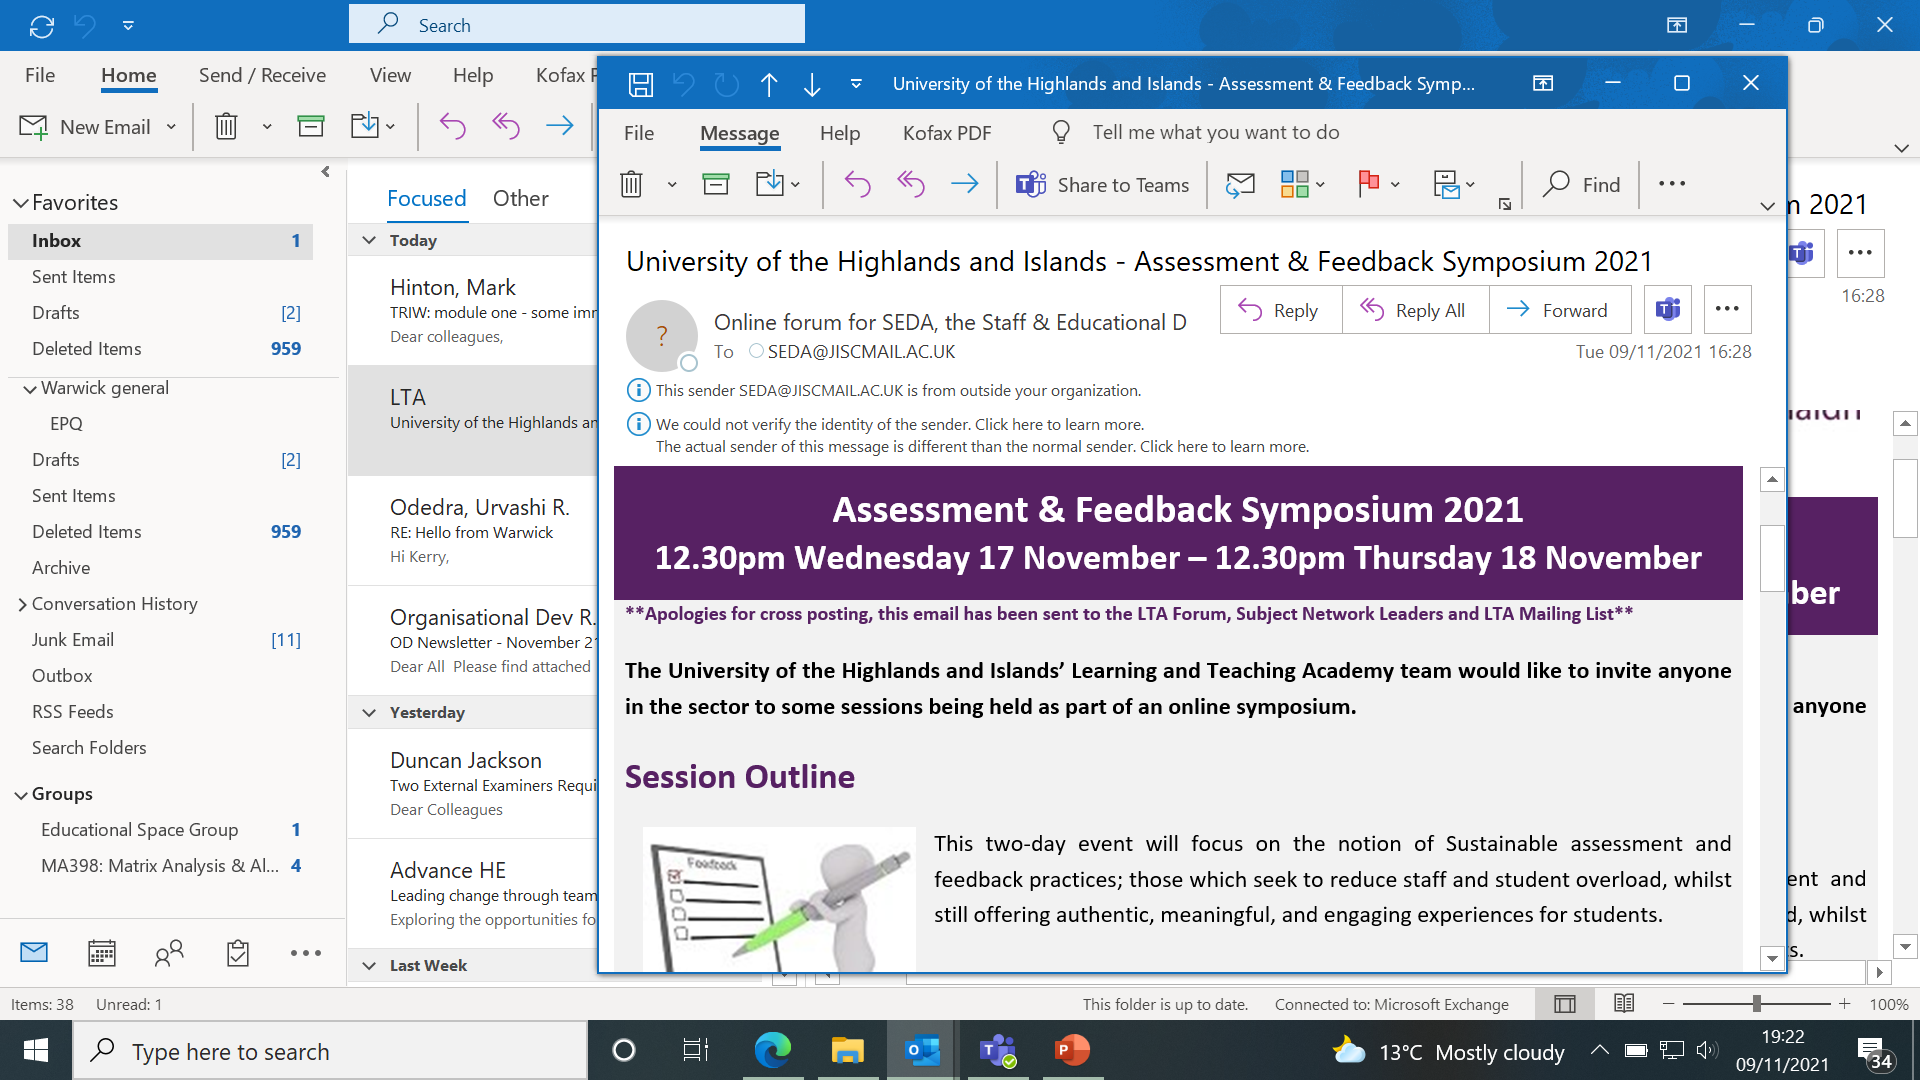 Search
File Home Send / Receive View Help Kofax P
New Email
Favorites
Inbox 1
Sent Items
Drafts [2]
Deleted Items 959
Warwick general
EPQ
Drafts [2]
Sent Items
Deleted Items 959
Archive
Conversation History
Junk Email [11]
Outbox
RSS Feeds
Search Folders
Groups
Educational Space Group 1
MA398: Matrix Analysis & Al... 4
Focused Other
Today
Hinton, Mark
TRIW: module one - some imr
Dear colleagues,
LTA
University of the Highlands an
Odedra, Urvashi R.
RE: Hello from Warwick
Hi Kerry,
Organisational Dev R.
OD Newsletter - November 21
Dear All Please find attached
Yesterday
Duncan Jackson
Two External Examiners Requi
Dear Colleagues
Advance HE
Leading change through team
Exploring the opportunities fo
Last Week
University of the Highlands and Islands - Assessment & Feedback Symp...
File Message Help Kofax PDF Tell me what you want to do
Share to Teams Find
University of the Highlands and Islands - Assessment & Feedback Symposium 2021
?
Online forum for SEDA, the Staff & Educational D
Reply Reply All Forward
To SEDA@JISCMAIL.AC.UK
Tue 09/11/2021 16:28
This sender SEDA@JISCMAIL.AC.UK is from outside your organization.
We could not verify the identity of the sender. Click here to learn more.
The actual sender of this message is different than the normal sender. Click here to learn more.
Assessment & Feedback Symposium 2021
12.30pm Wednesday 17 November – 12.30pm Thursday 18 November
**Apologies for cross posting, this email has been sent to the LTA Forum, Subject Network Leaders and LTA Mailing List**
The University of the Highlands and Islands’ Learning and Teaching Academy team would like to invite anyone
in the sector to some sessions being held as part of an online symposium.
Session Outline
Feedback
This two-day event will focus on the notion of Sustainable assessment and
feedback practices; those which seek to reduce staff and student overload, whilst
still offering authentic, meaningful, and engaging experiences for students.
n 2021
16:28
ber
anyone
ent and
d, whilst
s.
Items: 38 Unread: 1
This folder is up to date. Connected to: Microsoft Exchange
100%
Type here to search
13°C Mostly cloudy
19:22
09/11/2021
34